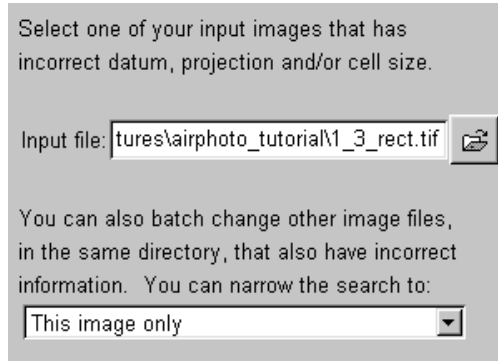 Select one of your input images that has
incorrect datum, projection and/or cell size.
Input file: tures\airphoto_tutorial\1_3_rect.tif
You can also batch change other image files,
in the same directory, that also have incorrect
information. You can narrow the search to:
This image only